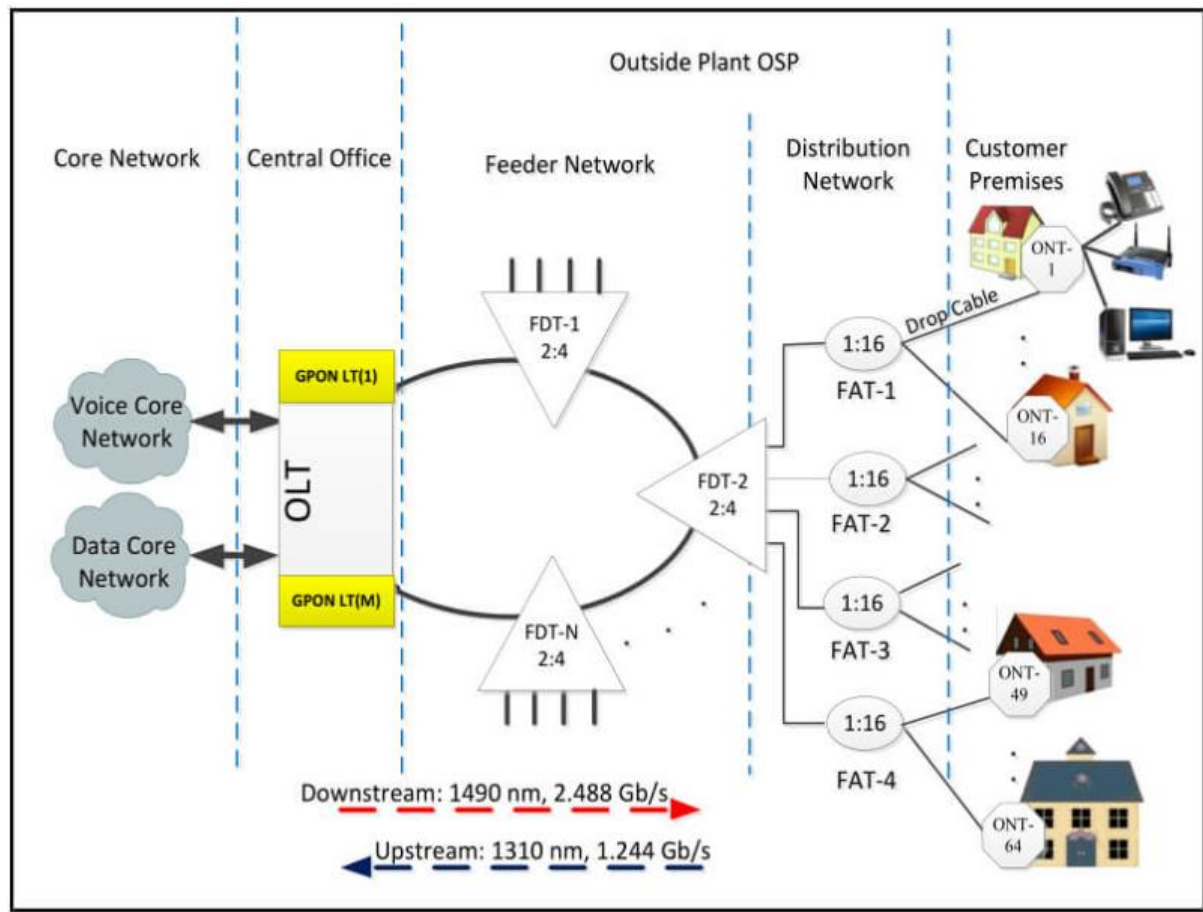 Outside Plant OSP
Core Network
Central Office
Feeder Network
Distribution
Network
Customer
Premises
Voice Core
Network
Data Core
Network
GPON LT(1)
OLT
GPON LT(M)
FDT-1
2:4
FDT-2
2:4
FDT-N
2:4
1:16
FAT-1
1:16
FAT-2
1:16
FAT-3
1:16
FAT-4
Drop Cable
ONT-
1
ONT-
16
ONT-
49
ONT-
64
Downstream: 1490 nm, 2.488 Gb/s
Upstream: 1310 nm, 1.244 Gb/s